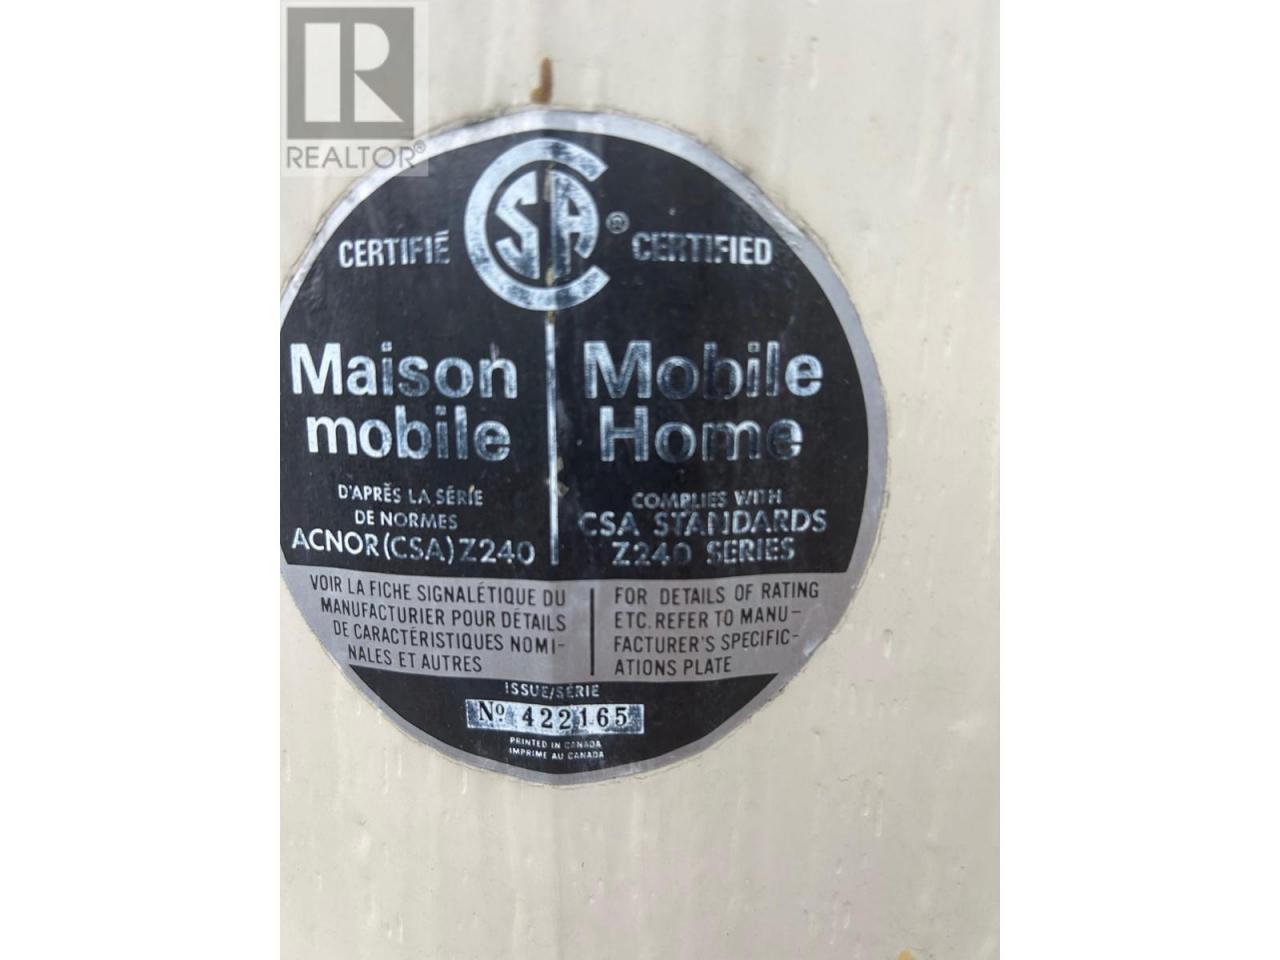 REALTOR®
CSA®
CERTIFIÉ CERTIFIED
Maison
mobile
D'APRÈS LA SÉRIE
DE NORMES
ACNOR(CSA)Z240
Mobile
Home
COMPLIES WITH
CSA STANDARDS
Z240 SERIES
VOIR LA FICHE SIGNALÉTIQUE DU
MANUFACTURIER POUR DÉTAILS
DE CARACTÉRISTIQUES NOMI-
NALES ET AUTRES
FOR DETAILS OF RATING
ETC. REFER TO MANU-
FACTURER'S SPECIFIC-
ATIONS PLATE
ISSUE/SÉRIE
Nº 422165
PRINTED IN CANADA
IMPRIME AU CANADA